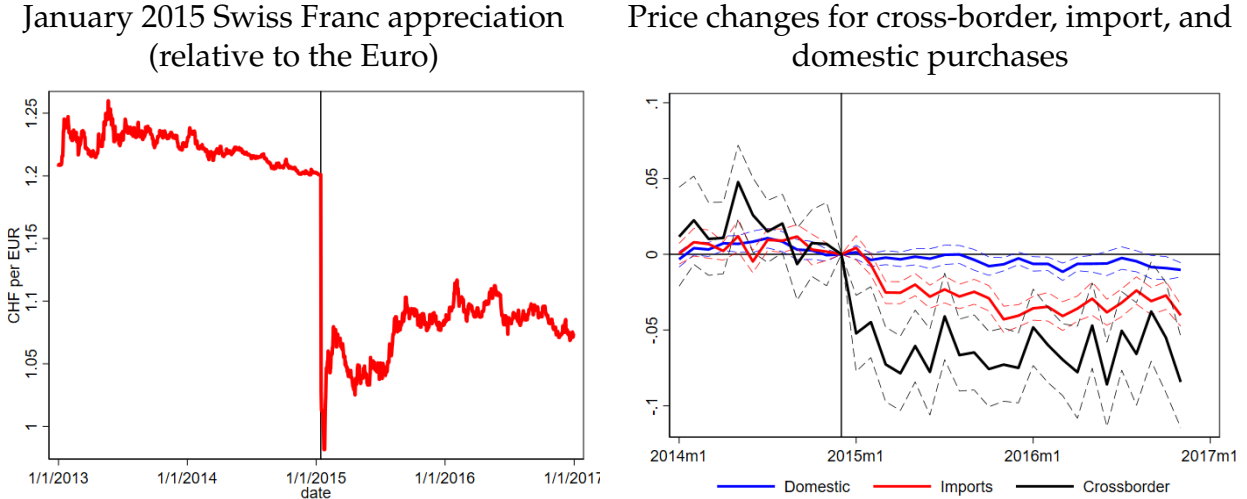 January 2015 Swiss Franc appreciation
(relative to the Euro)
CHF per EUR
1.25
1.2
1.15
1.1
1.05
1
1/1/2013
1/1/2014
1/1/2015
1/1/2016
1/1/2017
date
Price changes for cross-border, import, and
domestic purchases
.1
.05
0
-.05
-.1
2014m1
2015m1
2016m1
2017m1
Domestic
Imports
Crossborder